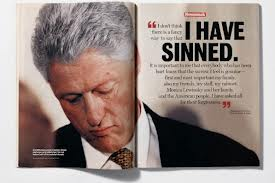 Newsweek
“I don't think
there is a fancy
way to say that
I HAVE
SINNED.
It is important to me that everybody who has been
hurt know that the sorrow I feel is genuine—
first and most important my family,
also my friends, my staff, my cabinet,
Monica Lewinsky and her family,
and the American people. I have asked all
for their forgiveness.”